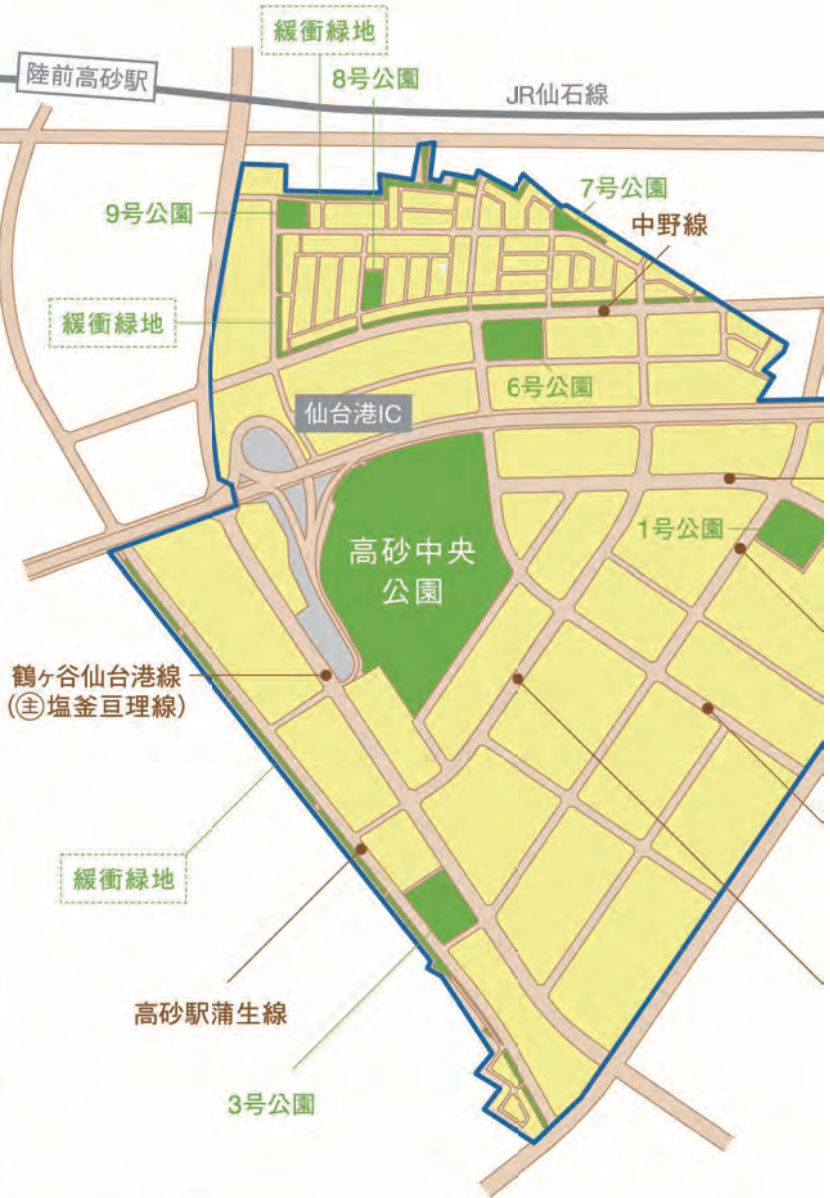 緩衝緑地
陸前高砂駅
8号公園
JR仙石線
9号公園
7号公園
中野線
緩衝緑地
6号公園
仙台港IC
高砂中央
公園
1号公園
鶴ヶ谷仙台港線
(㊟塩釜亘理線)
緩衝緑地
高砂駅蒲生線
3号公園